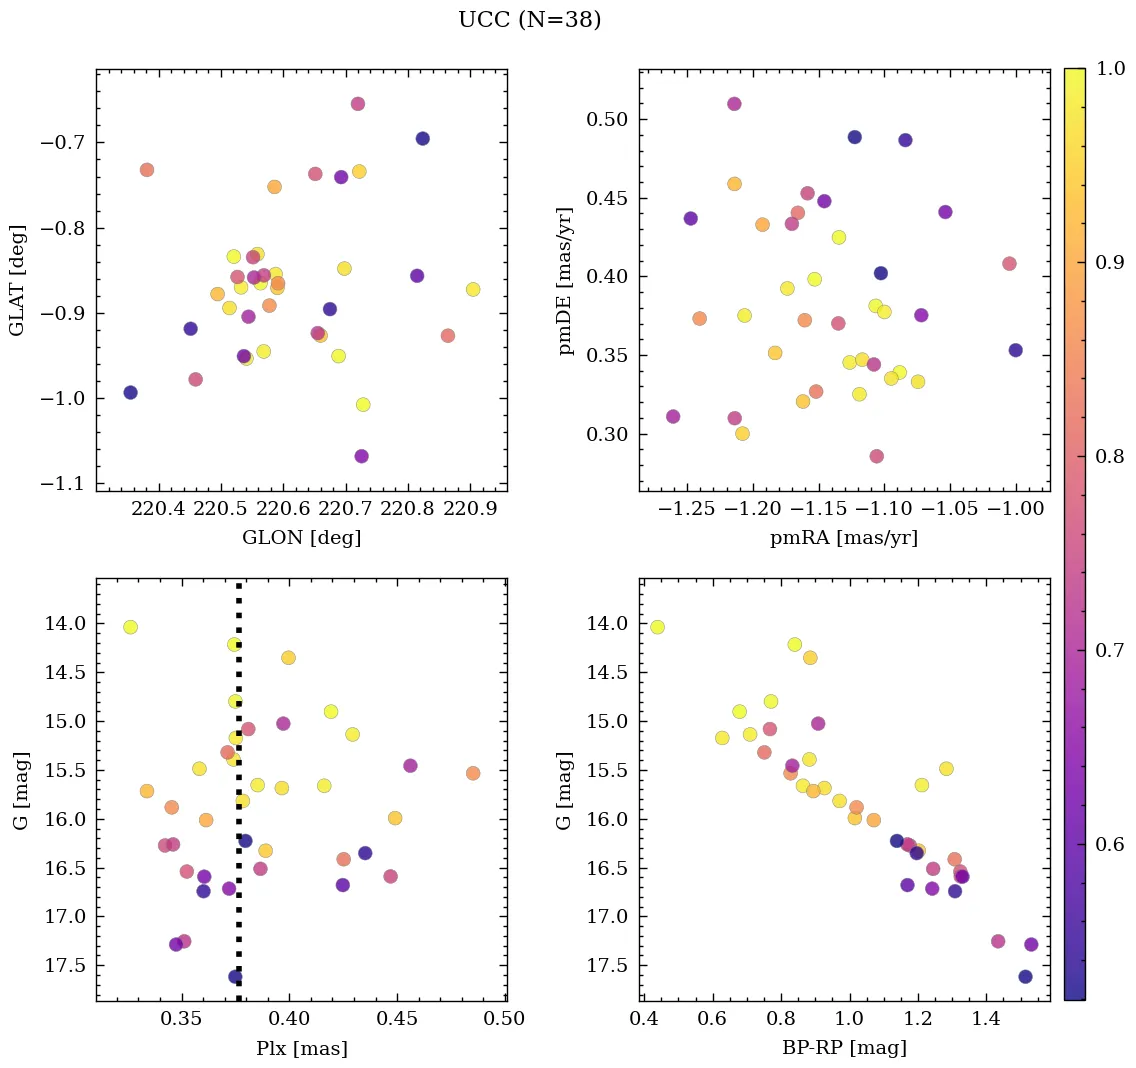 UCC (N=38)
−0.7
−0.8
−0.9
−1.0
−1.1
GLAT [deg]
220.4 220.5 220.6 220.7 220.8 220.9
GLON [deg]
0.50
0.45
0.40
0.35
0.30
pmDE [mas/yr]
−1.25 −1.20 −1.15 −1.10 −1.05 −1.00
pmRA [mas/yr]
1.0
0.9
0.8
0.7
0.6
14.0
14.5
15.0
15.5
16.0
16.5
17.0
17.5
G [mag]
0.35 0.40 0.45 0.50
Plx [mas]
14.0
14.5
15.0
15.5
16.0
16.5
17.0
17.5
G [mag]
0.4 0.6 0.8 1.0 1.2 1.4
BP-RP [mag]